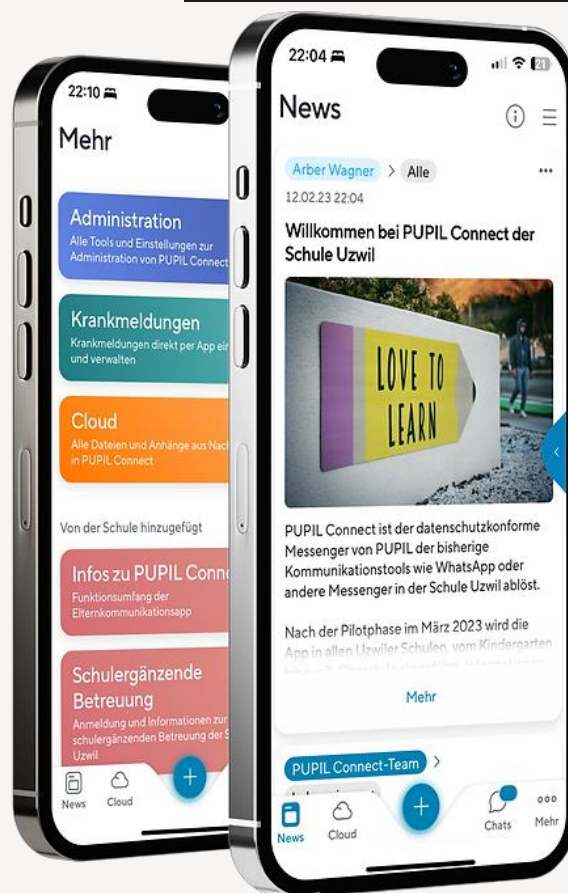 22:10
Mehr
Administration
Alle Tools und Einstellungen zur
Administration von PUPIL Connect
Krankmeldungen
Krankmeldungen direkt per App
und verwalten
Cloud
Alle Dateien und Anhänge aus
in PUPIL Connect
Von der Schule hinzugefügt
Infos zu PUPIL
Funktionsumfang der
Elternkommunikationsapp
Schulergänzende
Betreuung
Anmeldung und Informationen zur
schulergänzenden Betreuung der
Uzwil
News
Cloud
22:04
21
News
Arber Wagner > Alle
12.02.23 22:04
Willkommen bei PUPIL Connect der
Schule Uzwil
LOVE TO
LEARN
PUPIL Connect ist der datenschutzkonforme
Messenger von PUPIL der bisherige
Kommunikationstools wie WhatsApp oder
andere Messenger in der Schule Uzwil ablöst.
Nach der Pilotphase im März 2023 wird die
App in allen Uzwiler Schulen, vom Kindergarten
Mehr
PUPIL Connect-Team >
News
Cloud
Chats
Mehr